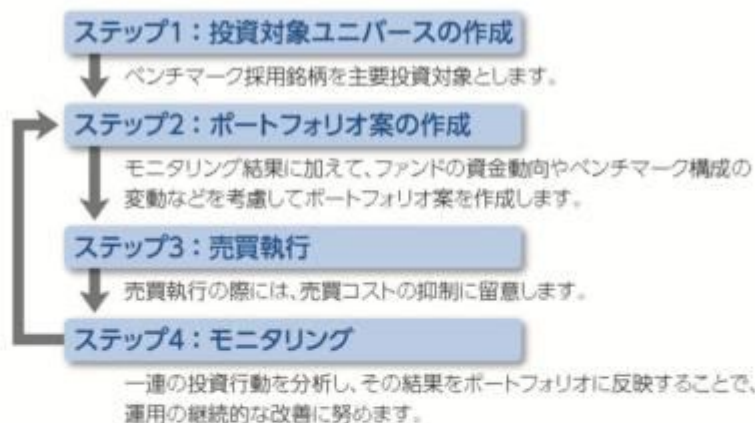 ステップ1：投資対象ユニバースの作成
ベンチマーク採用銘柄を主要投資対象とします。
ステップ2：ポートフォリオ案の作成
モニタリング結果に加えて、ファンドの資金動向やベンチマーク構成の
変動などを考慮してポートフォリオ案を作成します。
ステップ3：売買執行
売買執行の際には、売買コストの抑制に留意します。
ステップ4：モニタリング
一連の投資行動を分析し、その結果をポートフォリオに反映することで、
運用の継続的な改善に努めます。